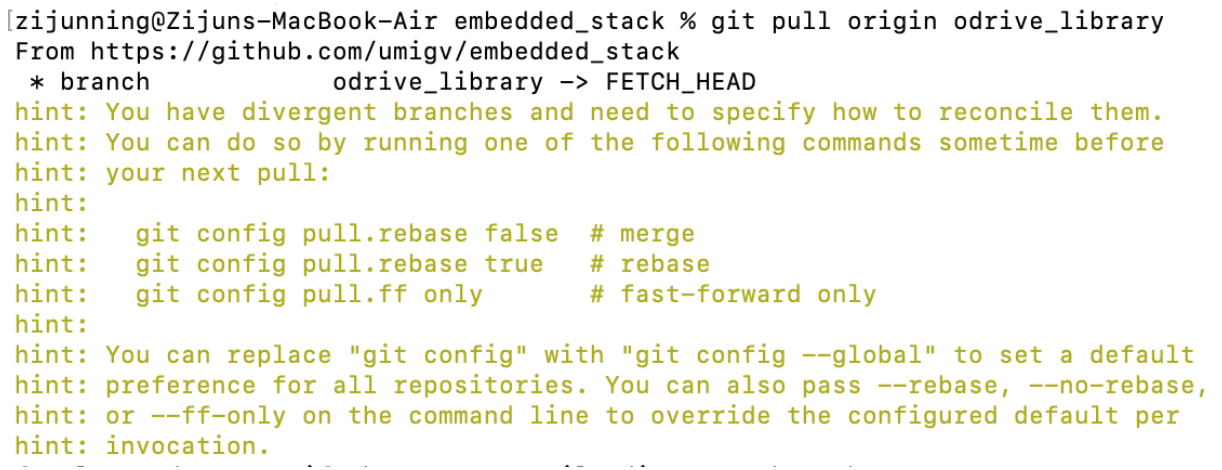 [zijunning@Zijuns-MacBook-Air embedded_stack % git pull origin odrive_library
From https://github.com/umigv/embedded_stack
 * branch            odrive_library -> FETCH_HEAD
hint: You have divergent branches and need to specify how to reconcile them.
hint: You can do so by running one of the following commands sometime before
hint: your next pull:
hint:
hint:   git config pull.rebase false  # merge
hint:   git config pull.rebase true   # rebase
hint:   git config pull.ff only       # fast-forward only
hint:
hint: You can replace "git config" with "git config --global" to set a default
hint: preference for all repositories. You can also pass --rebase, --no-rebase,
hint: or --ff-only on the command line to override the configured default per
hint: invocation.